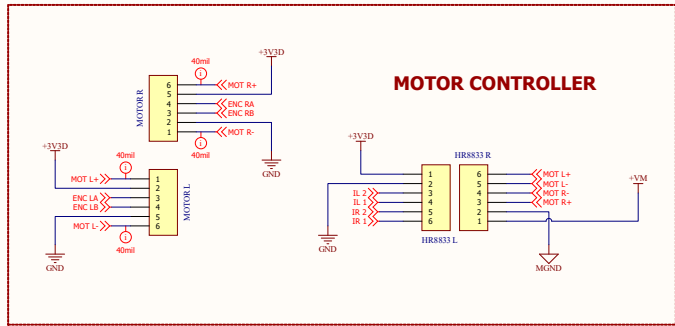 MOTOR CONTROLLER
+3V3D
40mil
i
MOTOR R
6
5
4
3
2
1
MOT R+
ENC RA
ENC RB
MOT R-
i
40mil
GND
+3V3D
40mil
i
MOT L+
ENC LA
ENC LB
MOT L-
1
2
3
4
5
6
MOTOR L
i
40mil
GND
+3V3D
IL 2
IL 1
IR 2
IR 1
1
2
3
4
5
6
HR8833 L
GND
HR8833 R
6
5
4
3
2
1
MOT L+
MOT L-
MOT R-
MOT R+
+VM
MGND